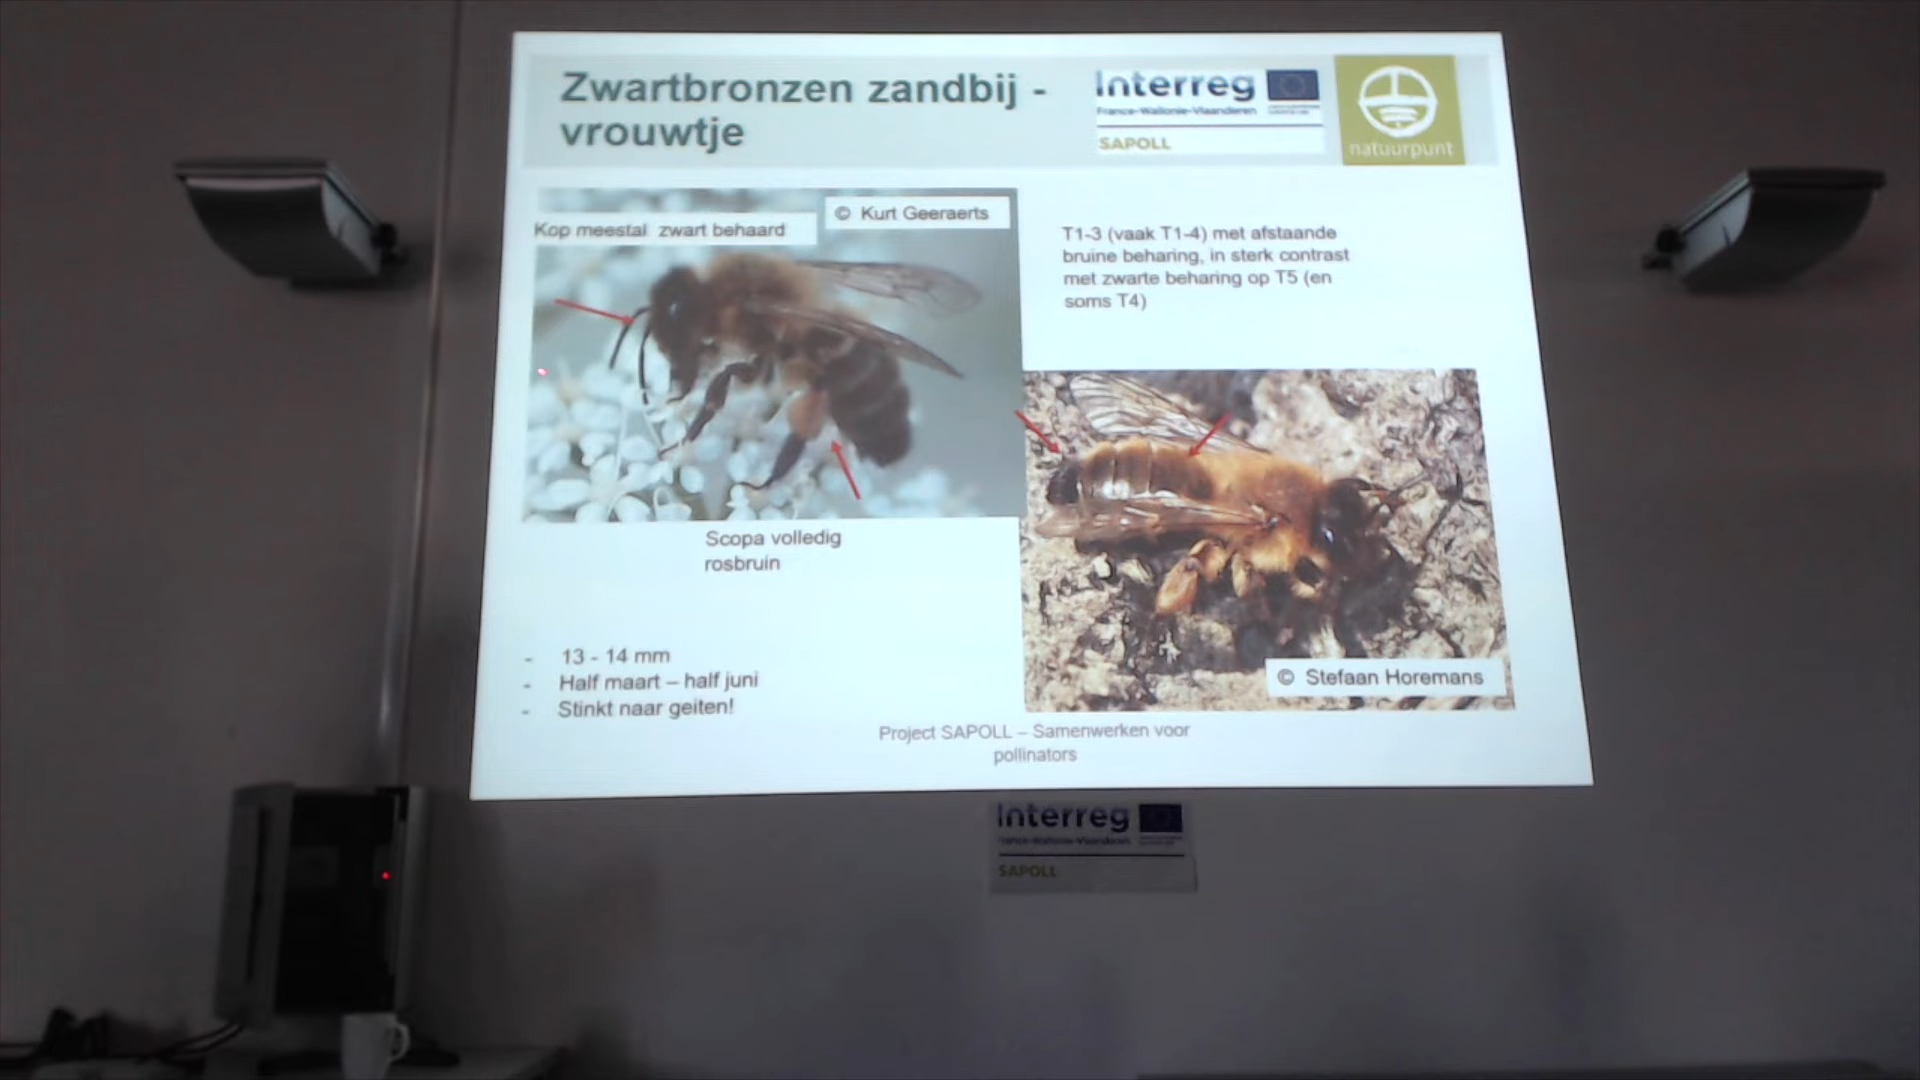 Zwartbronzen zandbij -
vrouwtje
Interreg
France-Wallonie-Vlaanderen
SAPOLL
natuurpunt
© Kurt Geeraerts
Kop meestal zwart behaard
T1-3 (vaak T1-4) met afstaande
bruine beharing, in sterk contrast
met zwarte beharing op T5 (en
soms T4)
Scopa volledig
rosbruin
- 13 - 14 mm
- Half maart – half juni
- Stinkt naar geiten!
© Stefaan Horemans
Project SAPOLL – Samenwerken voor
pollinators
Interreg
France-Wallonie-Vlaanderen
SAPOLL